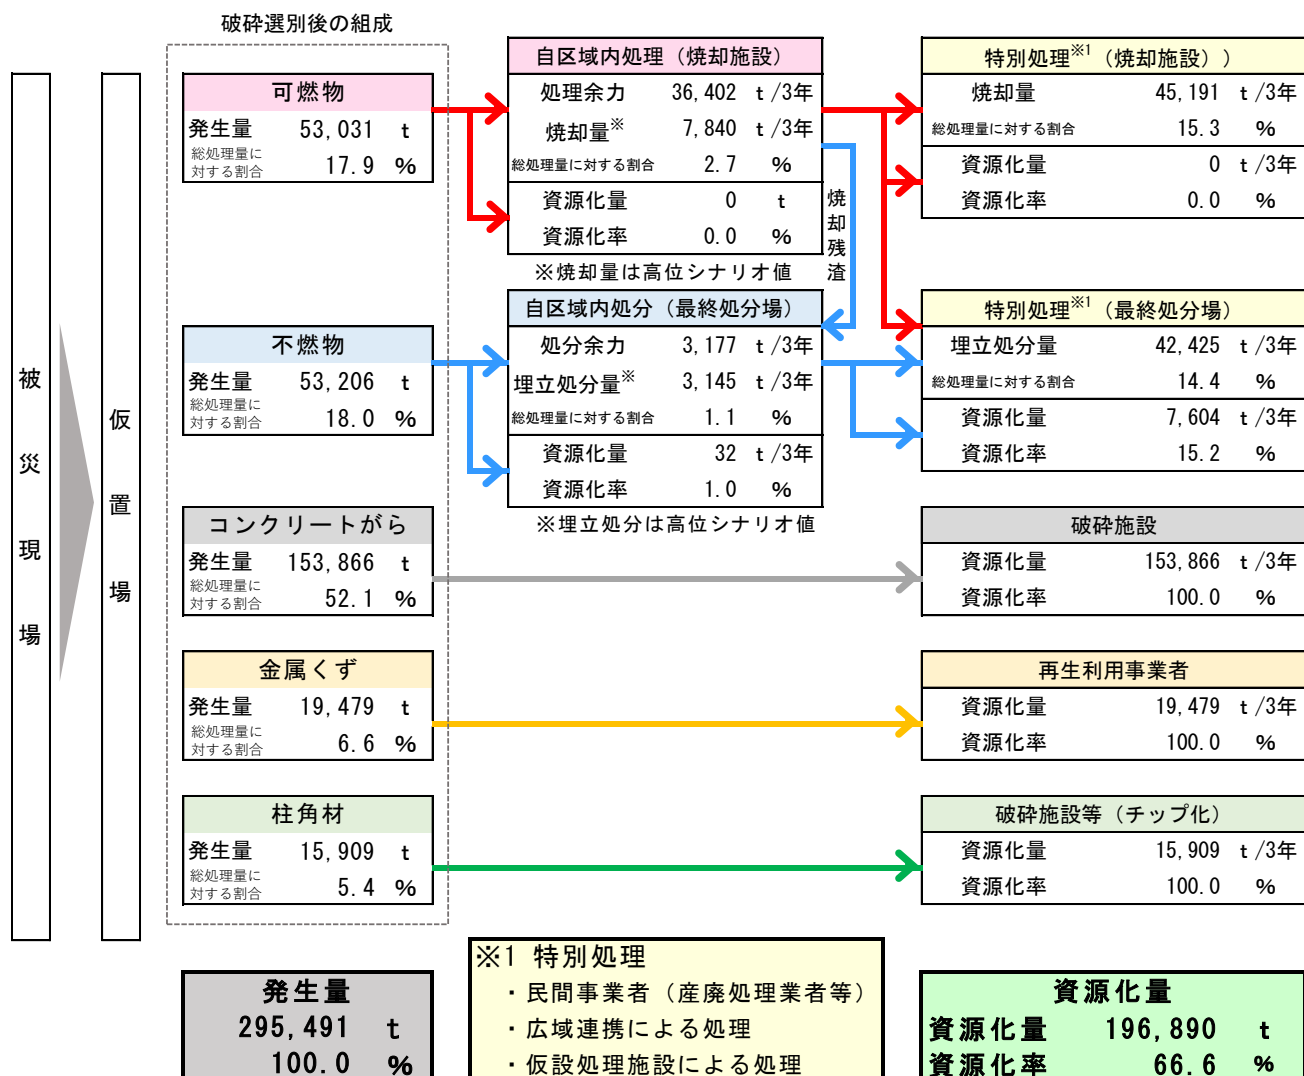 破砕選別後の組成
被災現場
仮置場
可燃物
発生量 53,031 t
総処理量に
対する割合 17.9 %
不燃物
発生量 53,206 t
総処理量に
対する割合 18.0 %
コンクリートがら
発生量 153,866 t
総処理量に
対する割合 52.1 %
金属くず
発生量 19,479 t
総処理量に
対する割合 6.6 %
柱角材
発生量 15,909 t
総処理量に
対する割合 5.4 %
自区域内処理(焼却施設)
処理余力 36,402 t/3年
焼却量※ 7,840 t/3年
総処理量に対する割合 2.7 %
資源化量 0 t
資源化率 0.0 %
※焼却量は高位シナリオ値
焼却残渣
自区域内処分(最終処分場)
処分余力 3,177 t/3年
埋立処分量※ 3,145 t/3年
総処理量に対する割合 1.1 %
資源化量 32 t/3年
資源化率 1.0 %
※埋立処分は高位シナリオ値
特別処理※1(焼却施設))
焼却量 45,191 t/3年
総処理量に対する割合 15.3 %
資源化量 0 t/3年
資源化率 0.0 %
特別処理※1(最終処分場)
埋立処分量 42,425 t/3年
総処理量に対する割合 14.4 %
資源化量 7,604 t/3年
資源化率 15.2 %
破砕施設
資源化量 153,866 t/3年
資源化率 100.0 %
再生利用事業者
資源化量 19,479 t/3年
資源化率 100.0 %
破砕施設等(チップ化)
資源化量 15,909 t/3年
資源化率 100.0 %
発生量
295,491 t
100.0 %
※1 特別処理
・民間事業者(産廃処理業者等)
・広域連携による処理
・仮設処理施設による処理
資源化量
資源化量 196,890 t
資源化率 66.6 %